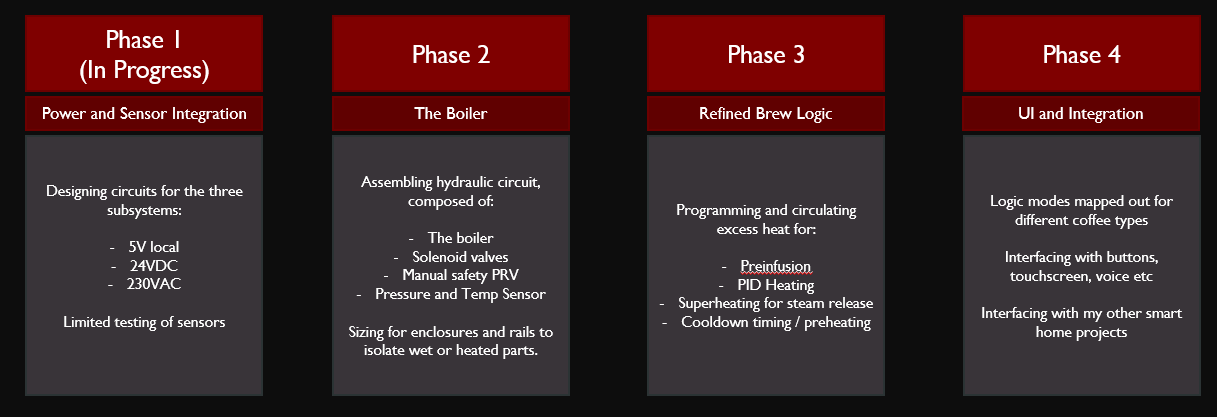 Phase 1
(In Progress)
Power and Sensor Integration
Designing circuits for the three
subsystems:
- 5V local
- 24VDC
- 230VAC
Limited testing of sensors
Phase 2
The Boiler
Assembling hydraulic circuit,
composed of:
- The boiler
- Solenoid valves
- Manual safety PRV
- Pressure and Temp Sensor
Sizing for enclosures and rails to
isolate wet or heated parts.
Phase 3
Refined Brew Logic
Programming and circulating
excess heat for:
- Preinfusion
- PID Heating
- Superheating for steam release
- Cooldown timing / preheating
Phase 4
UI and Integration
Logic modes mapped out for
different coffee types
Interfacing with buttons,
touchscreen, voice etc
Interfacing with my other smart
home projects